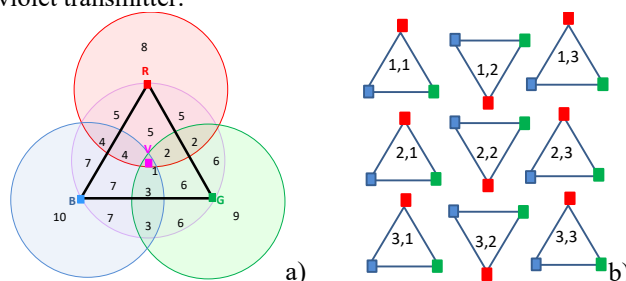 violet transmitter.
8
R
5 5
5
4 V 2
4 2
7 1 6
7 3 6
B G
10 7 3 6 9
a)
1,1 1,2 1,3
2,1 2,2 2,3
3,1 3,2 3,3
b)